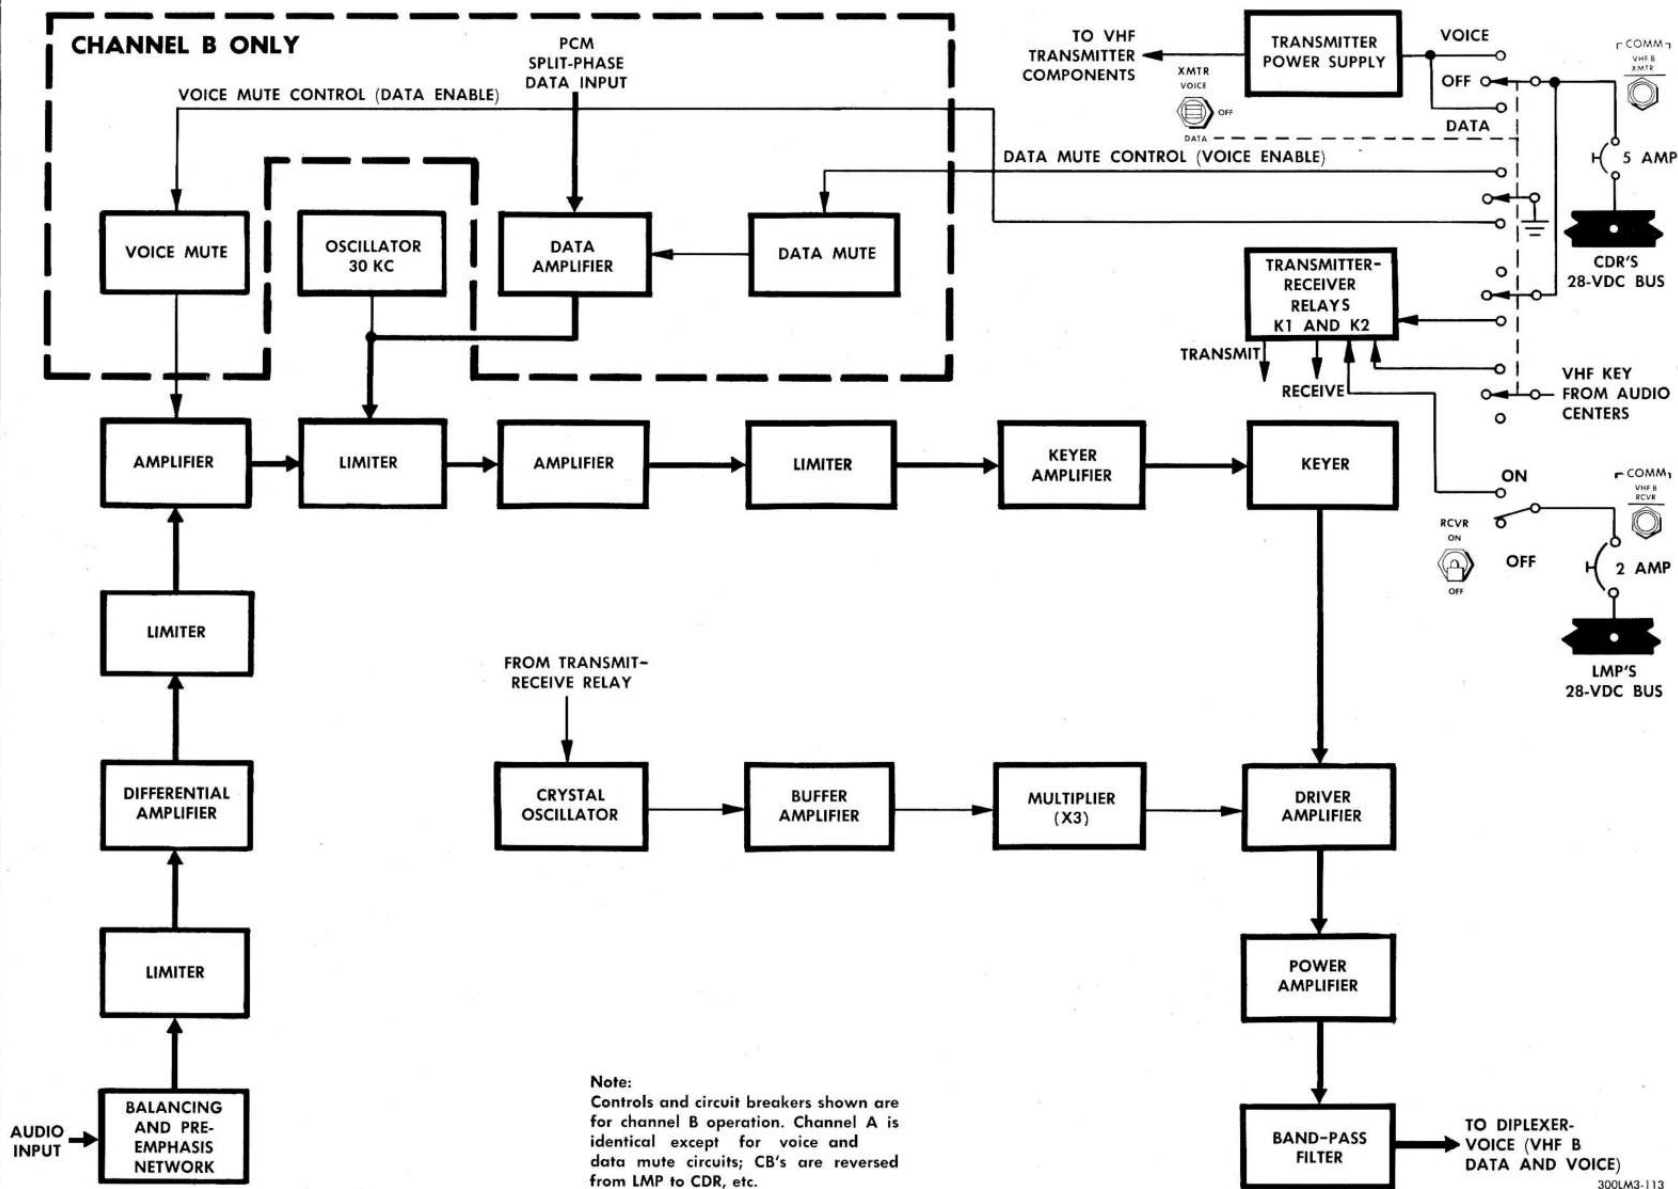 CHANNEL B ONLY
PCM
SPLIT-PHASE
DATA INPUT
VOICE MUTE CONTROL (DATA ENABLE)
VOICE MUTE
OSCILLATOR
30 KC
DATA
AMPLIFIER
DATA MUTE
TO VHF
TRANSMITTER
COMPONENTS
TRANSMITTER
POWER SUPPLY
VOICE
OFF
DATA
XMTR
VOICE
OFF
DATA
COMM
VHF B
XMTR
5 AMP
CDR'S
28-VDC BUS
DATA MUTE CONTROL (VOICE ENABLE)
TRANSMITTER-
RECEIVER
RELAYS
K1 AND K2
TRANSMIT
RECEIVE
VHF KEY
FROM AUDIO
CENTERS
AMPLIFIER
LIMITER
AMPLIFIER
LIMITER
KEYER
AMPLIFIER
KEYER
ON
OFF
RCVR
ON
OFF
COMM
VHF B
RCVR
2 AMP
LMP'S
28-VDC BUS
LIMITER
FROM TRANSMIT-
RECEIVE RELAY
DIFFERENTIAL
AMPLIFIER
CRYSTAL
OSCILLATOR
BUFFER
AMPLIFIER
MULTIPLIER
(X3)
DRIVER
AMPLIFIER
LIMITER
POWER
AMPLIFIER
AUDIO
INPUT
BALANCING
AND PRE-
EMPHASIS
NETWORK
Note:
Controls and circuit breakers shown are
for channel B operation. Channel A is
identical except for voice and
data mute circuits; CB's are reversed
from LMP to CDR, etc.
BAND-PASS
FILTER
TO DIPLEXER-
VOICE (VHF B
DATA AND VOICE)
300LM3-113